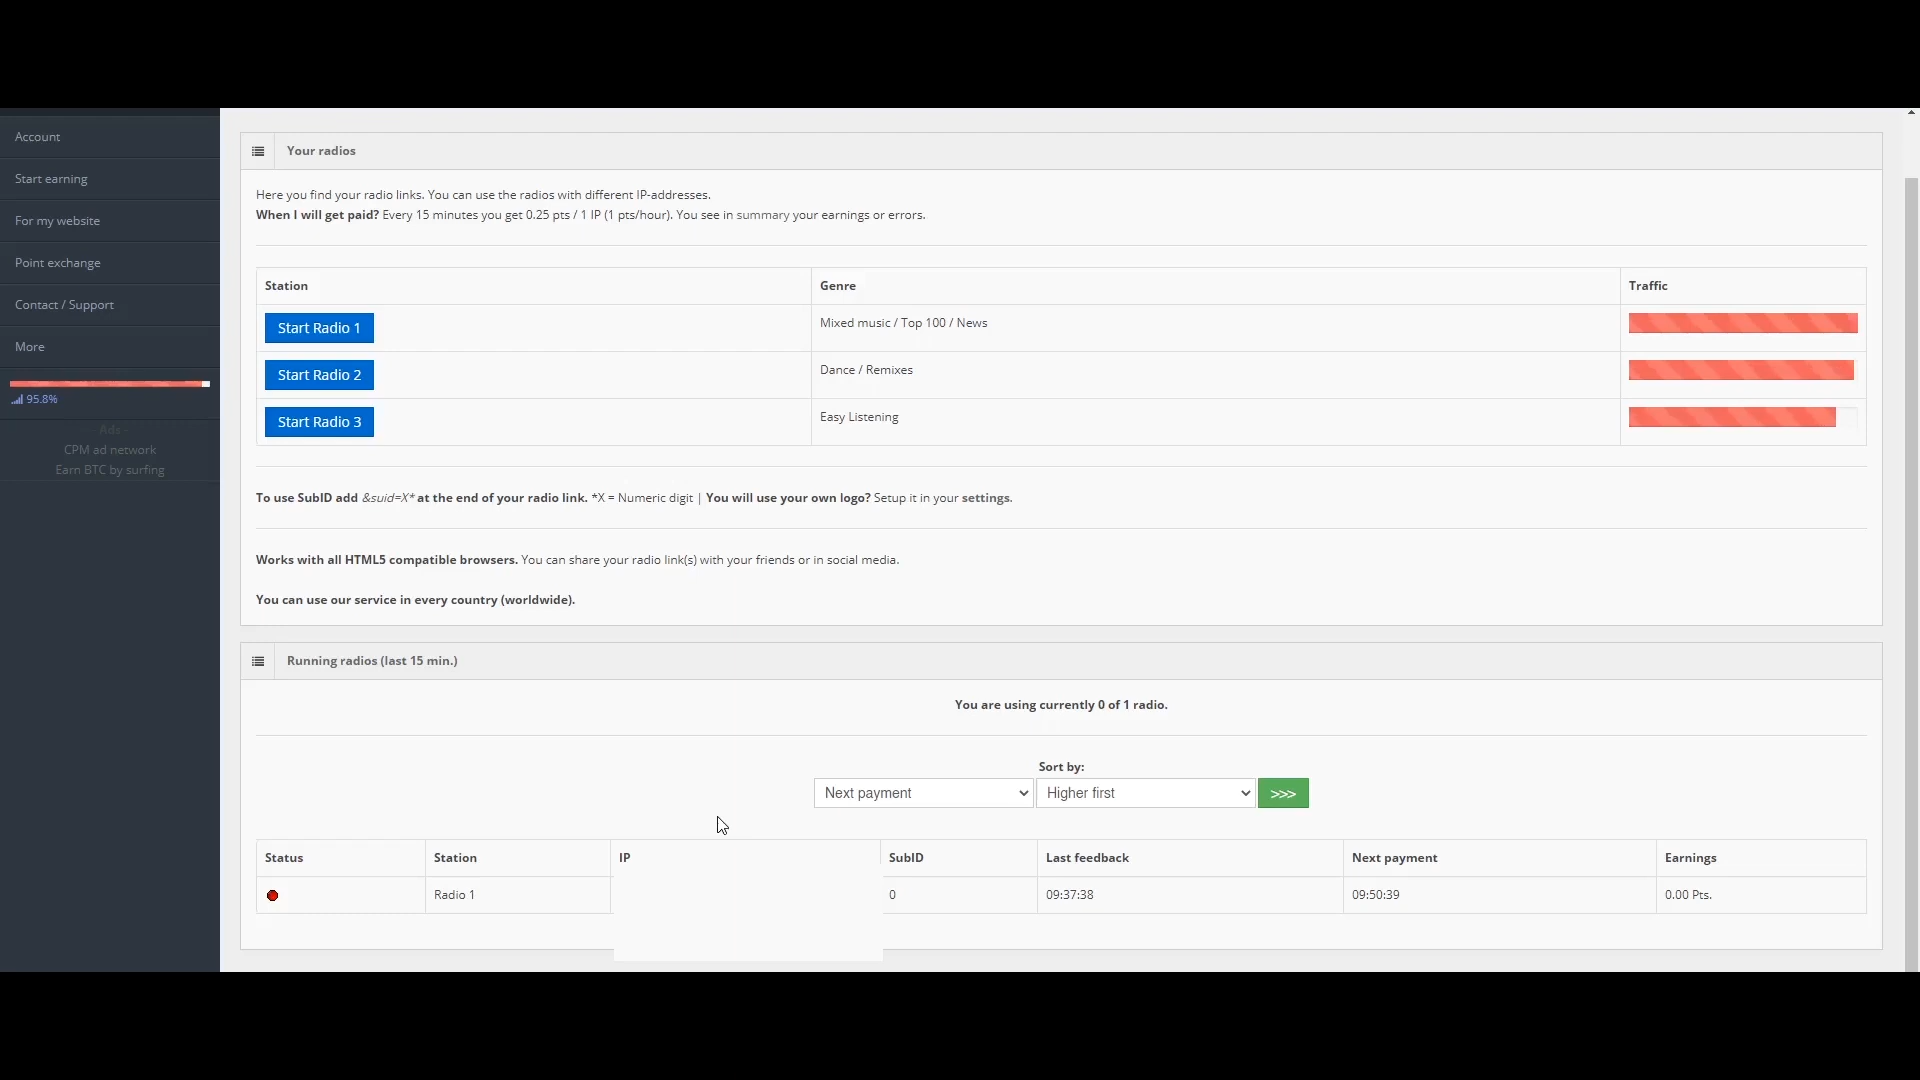 Account
Start earning
For my website
Point exchange
Contact / Support
More
95.8%
- Ads -
CPM ad network
Earn BTC by surfing
Your radios
Here you find your radio links. You can use the radios with different IP-addresses.
When I will get paid? Every 15 minutes you get 0.25 pts / 1 IP (1 pts/hour). You see in summary your earnings or errors.
Station Genre Traffic
Start Radio 1 Mixed music / Top 100 / News
Start Radio 2 Dance / Remixes
Start Radio 3 Easy Listening
To use SubID add &suid=X* at the end of your radio link. *X = Numeric digit | You will use your own logo? Setup it in your settings.
Works with all HTML5 compatible browsers. You can share your radio link(s) with your friends or in social media.
You can use our service in every country (worldwide).
Running radios (last 15 min.)
You are using currently 0 of 1 radio.
Sort by:
Next payment Higher first >>>
Status Station IP SubID Last feedback Next payment Earnings
Radio 1 0 09:37:38 09:50:39 0.00 Pts.